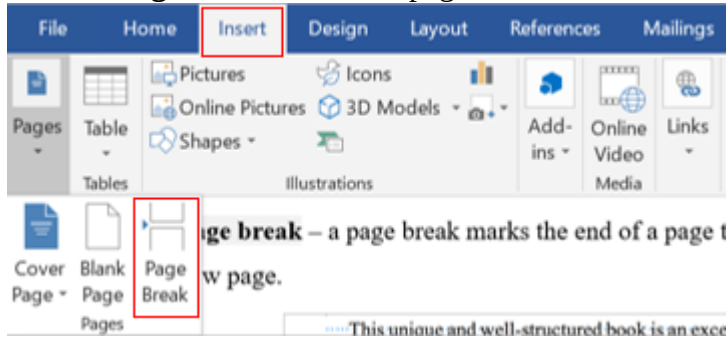 File Home Insert Design Layout References Mailings
Pictures Icons
Online Pictures 3D Models
Pages Table Shapes Add-ins Online Video Links
Tables Illustrations Media
age break – a page break marks the end of a page t
Cover Page Blank Page Page Break w page.
Pages
This unique and well-structured book is an exce